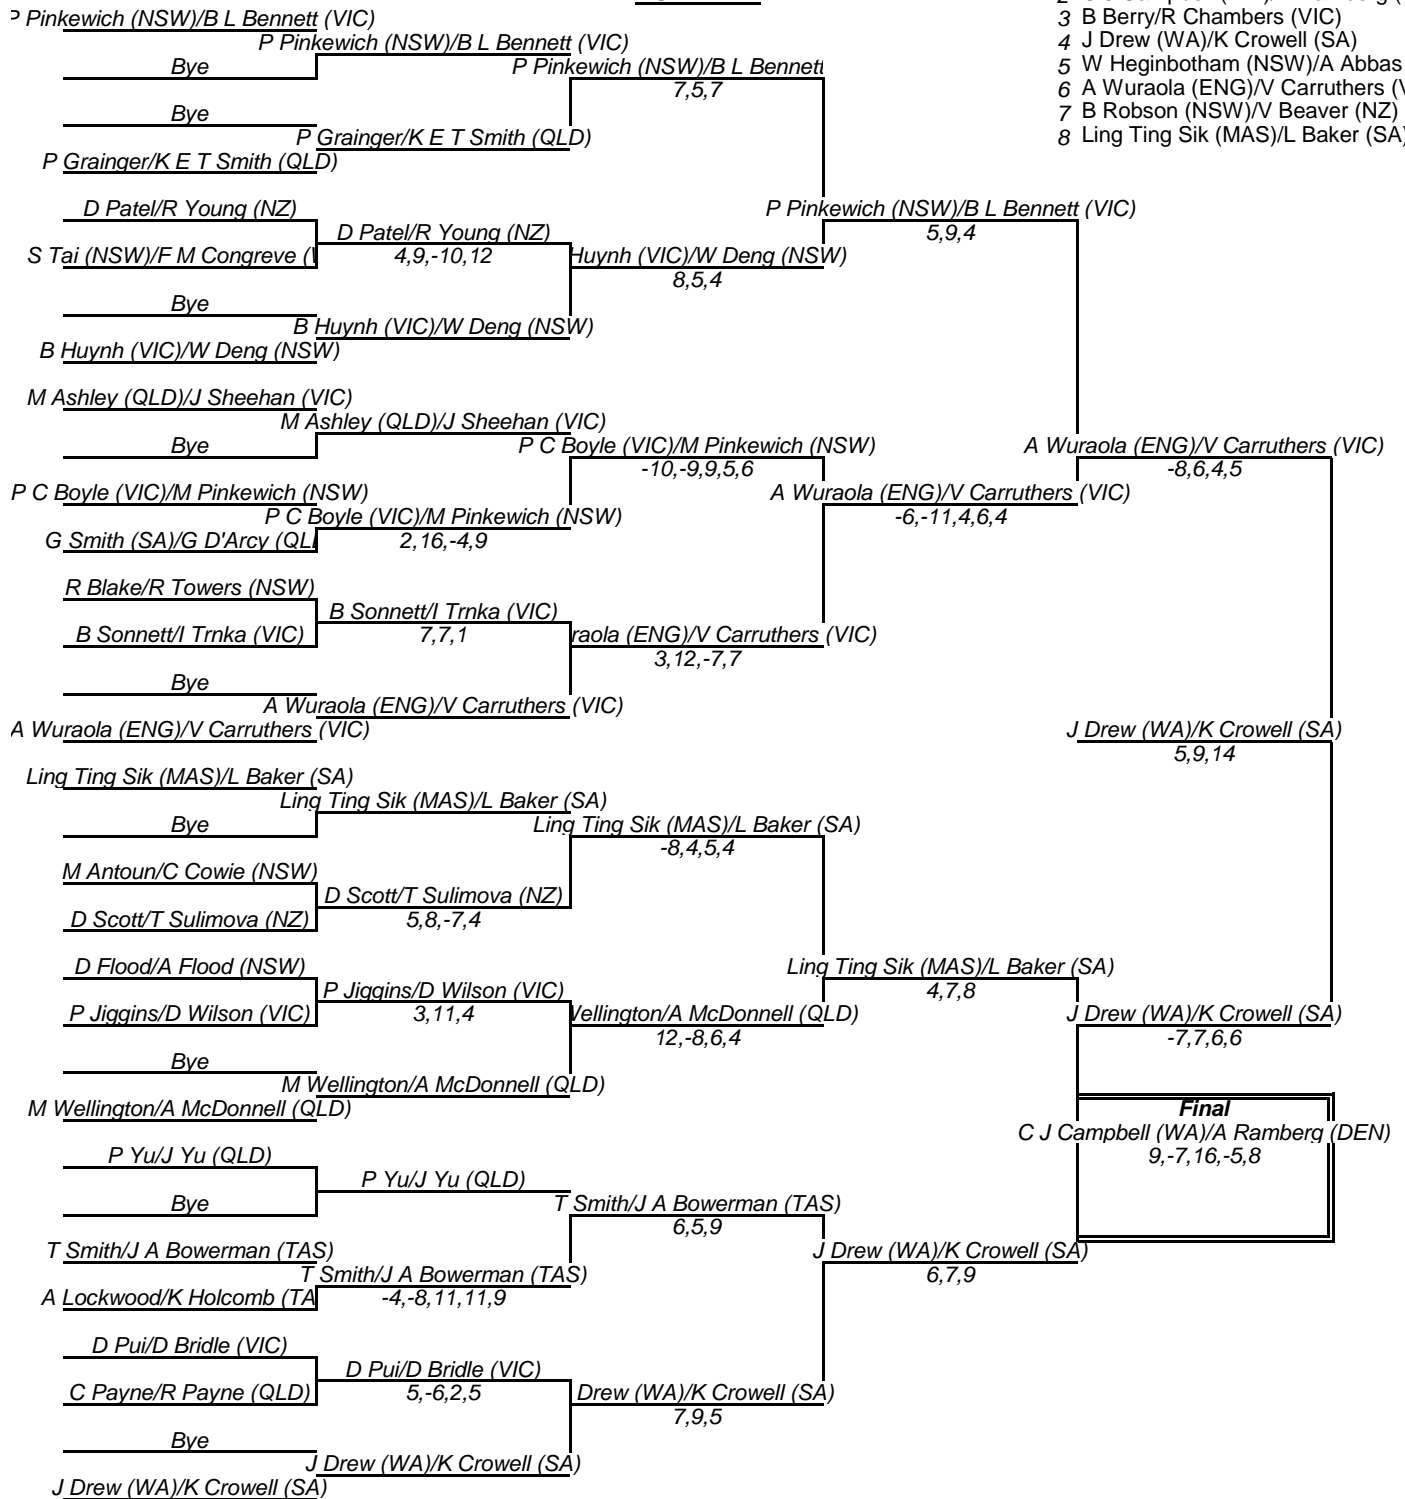 P Pinkewich (NSW)/B L Bennett (VIC)
P Pinkewich (NSW)/B L Bennett (VIC)
Bye
P Pinkewich (NSW)/B L Bennett
7,5,7
Bye
P Grainger/K E T Smith (QLD)
P Grainger/K E T Smith (QLD)
3 B Berry/R Chambers (VIC)
4 J Drew (WA)/K Crowell (SA)
5 W Heginbotham (NSW)/A Abbas
6 A Wuraola (ENG)/V Carruthers (V
7 B Robson (NSW)/V Beaver (NZ)
8 Ling Ting Sik (MAS)/L Baker (SA)
D Patel/R Young (NZ)
P Pinkewich (NSW)/B L Bennett (VIC)
5,9,4
D Patel/R Young (NZ)
4,9,-10,12
S Tai (NSW)/F M Congreve (V
Huynh (VIC)/W Deng (NSW)
8,5,4
Bye
B Huynh (VIC)/W Deng (NSW)
B Huynh (VIC)/W Deng (NSW)
M Ashley (QLD)/J Sheehan (VIC)
M Ashley (QLD)/J Sheehan (VIC)
Bye
P C Boyle (VIC)/M Pinkewich (NSW)
-10,-9,9,5,6
A Wuraola (ENG)/V Carruthers (VIC)
-8,6,4,5
P C Boyle (VIC)/M Pinkewich (NSW)
A Wuraola (ENG)/V Carruthers (VIC)
-6,-11,4,6,4
P C Boyle (VIC)/M Pinkewich (NSW)
2,16,-4,9
G Smith (SA)/G D'Arcy (QLD
R Blake/R Towers (NSW)
B Sonnett/I Trnka (VIC)
7,7,1
B Sonnett/I Trnka (VIC)
raola (ENG)/V Carruthers (VIC)
3,12,-7,7
Bye
A Wuraola (ENG)/V Carruthers (VIC)
A Wuraola (ENG)/V Carruthers (VIC)
J Drew (WA)/K Crowell (SA)
5,9,14
Ling Ting Sik (MAS)/L Baker (SA)
Ling Ting Sik (MAS)/L Baker (SA)
Bye
Ling Ting Sik (MAS)/L Baker (SA)
-8,4,5,4
M Antoun/C Cowie (NSW)
D Scott/T Sulimova (NZ)
5,8,-7,4
D Scott/T Sulimova (NZ)
D Flood/A Flood (NSW)
Ling Ting Sik (MAS)/L Baker (SA)
4,7,8
P Jiggins/D Wilson (VIC)
3,11,4
P Jiggins/D Wilson (VIC)
Wellington/A McDonnell (QLD)
12,-8,6,4
J Drew (WA)/K Crowell (SA)
-7,7,6,6
Bye
M Wellington/A McDonnell (QLD)
M Wellington/A McDonnell (QLD)
Final
C J Campbell (WA)/A Ramberg (DEN)
9,-7,16,-5,8
P Yu/J Yu (QLD)
P Yu/J Yu (QLD)
Bye
T Smith/J A Bowerman (TAS)
6,5,9
T Smith/J A Bowerman (TAS)
J Drew (WA)/K Crowell (SA)
6,7,9
T Smith/J A Bowerman (TAS)
-4,-8,11,11,9
A Lockwood/K Holcomb (TA
D Pui/D Bridle (VIC)
D Pui/D Bridle (VIC)
5,-6,2,5
C Payne/R Payne (QLD)
Drew (WA)/K Crowell (SA)
7,9,5
Bye
J Drew (WA)/K Crowell (SA)
J Drew (WA)/K Crowell (SA)